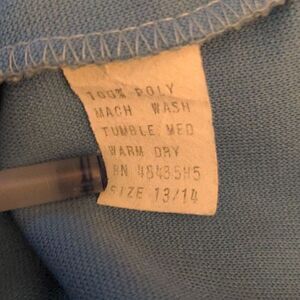 100% POLY
MACH WASH
TUMBLE MED
WARM DRY
RN 48435H5
SIZE 13/14